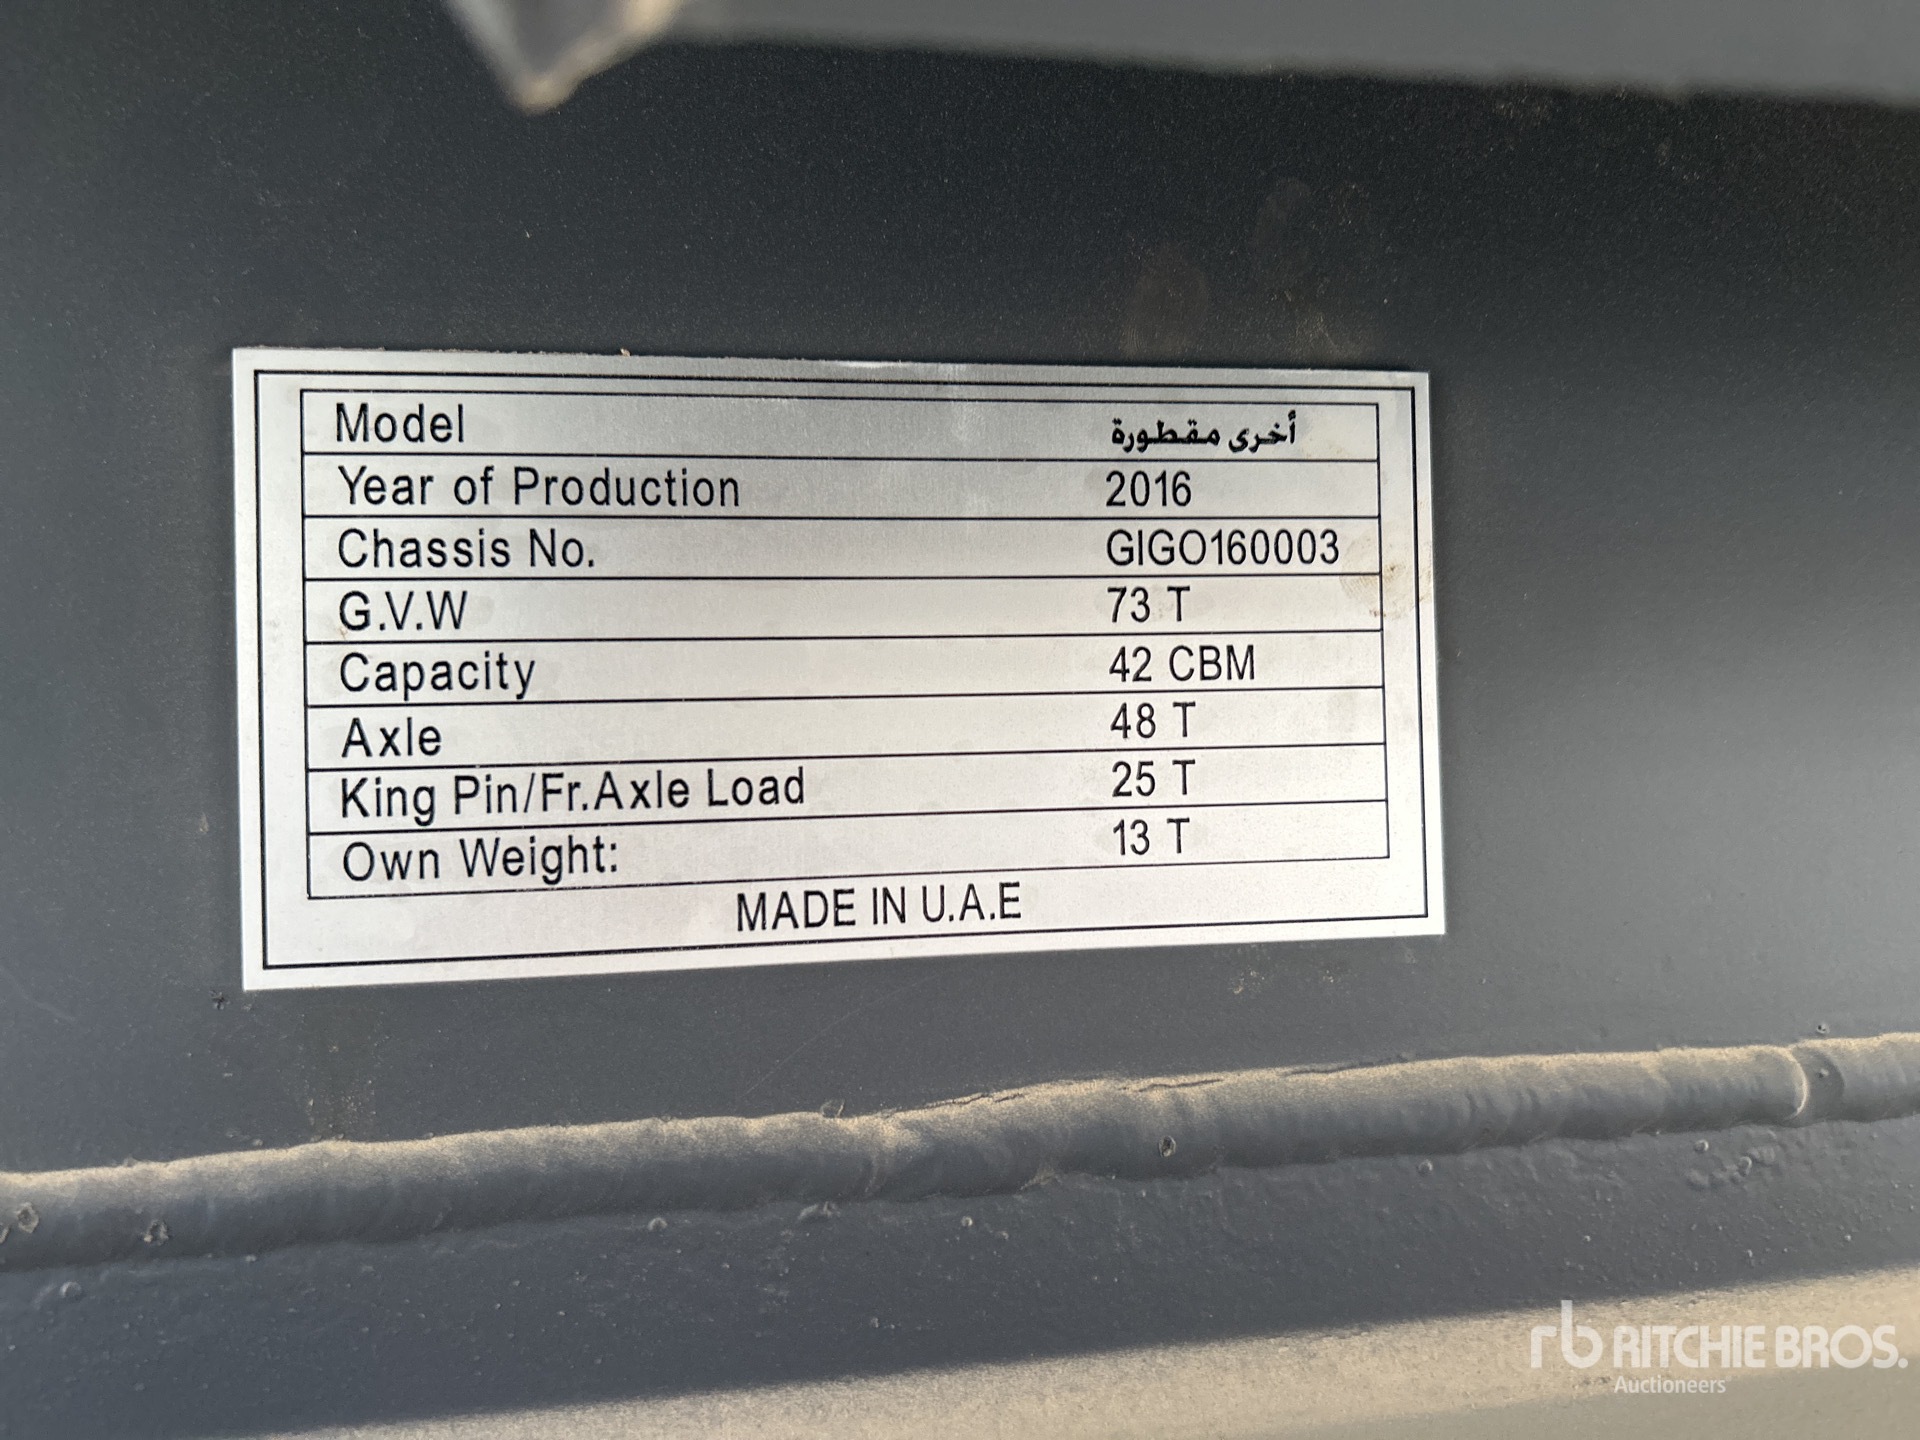 Model أخرى مقطورة
Year of Production 2016
Chassis No. GIGO160003
G.V.W 73 T
Capacity 42 CBM
Axle 48 T
King Pin/Fr.Axle Load 25 T
Own Weight: 13 T
MADE IN U.A.E
rb RITCHIE BROS.
Auctioneers